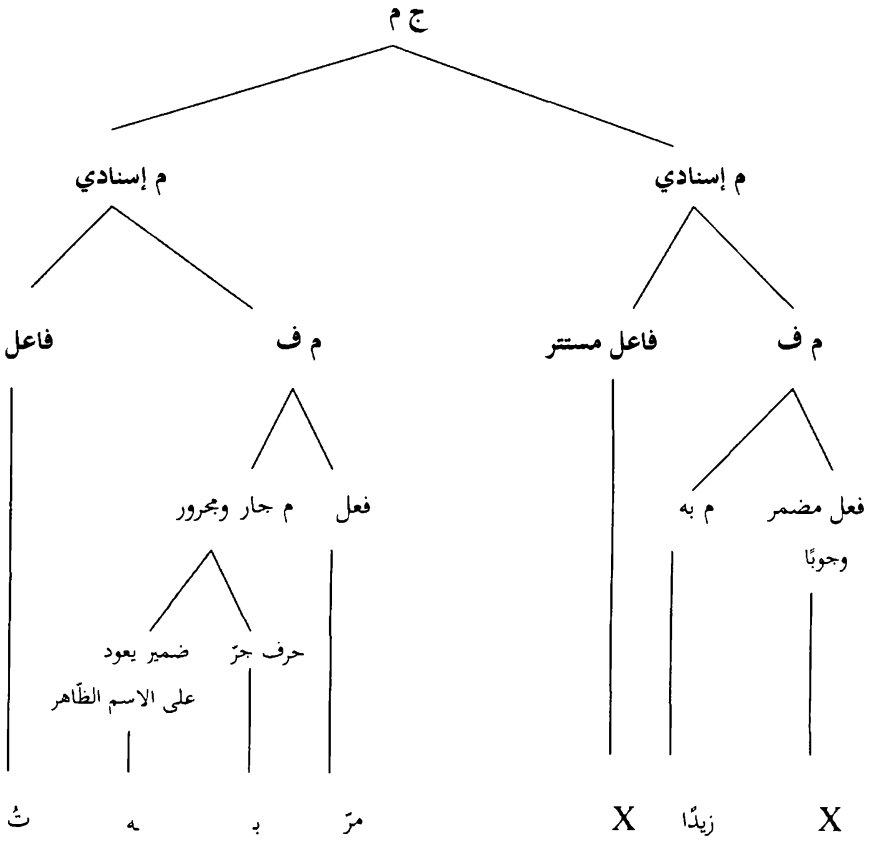 ج م
م إسنادي
م إسنادي
م ف
فاعل مستتر
م ف
فاعل
فعل مضمر
وجوبًا
م به
فعل
م جار ومجرور
حرف جرّ
ضمير يعود
على الاسم الظّاهر
X
زيدًا
X
مرّ
بـ
ـه
تُ